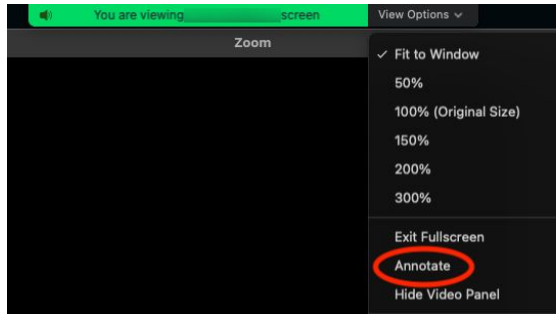 You are viewing screen View Options
Zoom
✓ Fit to Window
50%
100% (Original Size)
150%
200%
300%
Exit Fullscreen
Annotate
Hide Video Panel